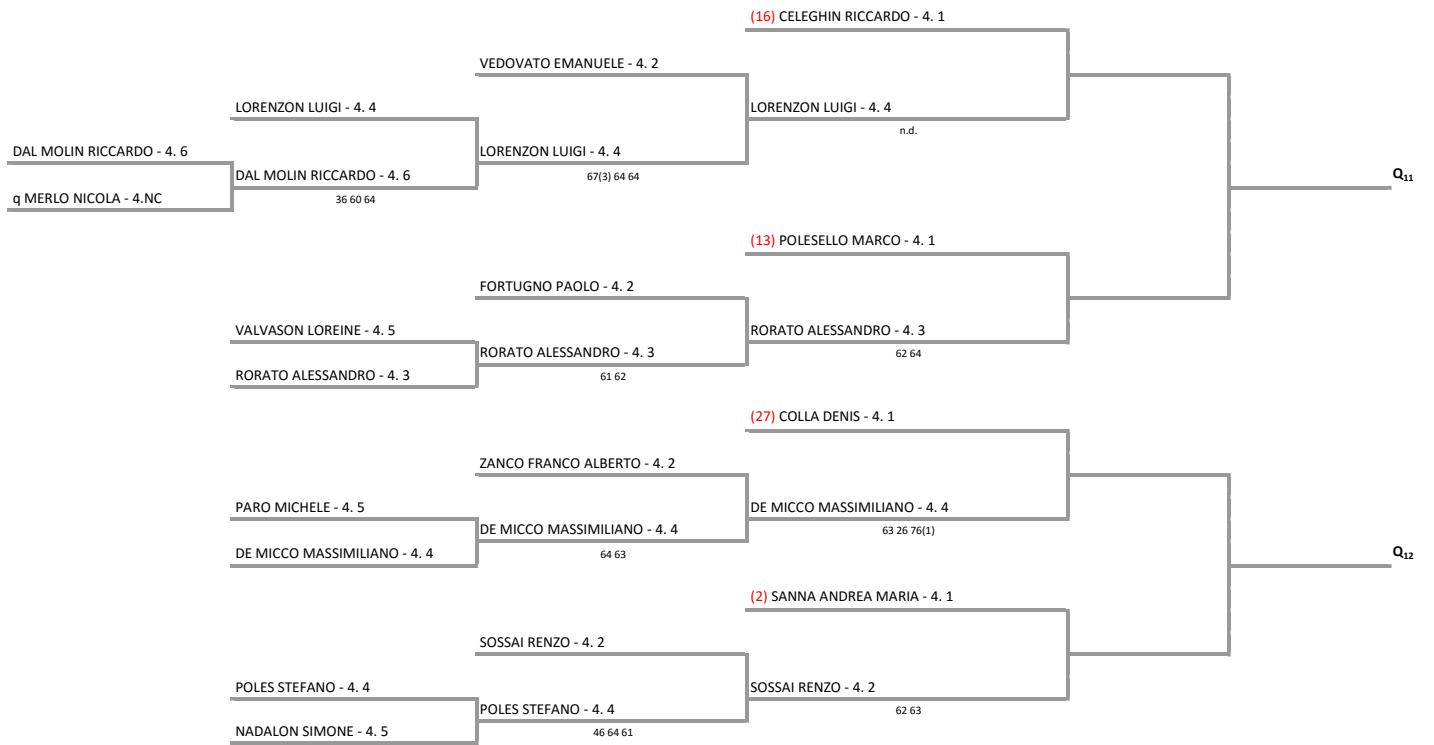 (16) CELEGHIN RICCARDO - 4. 1
VEDOVATO EMANUELE - 4. 2
LORENZON LUIGI - 4. 4
LORENZON LUIGI - 4. 4
n.d.
DAL MOLIN RICCARDO - 4. 6
LORENZON LUIGI - 4. 4
DAL MOLIN RICCARDO - 4. 6
67(3) 64 64
Q11
q MERLO NICOLA - 4.NC
36 60 64
(13) POLESELLO MARCO - 4. 1
FORTUGNO PAOLO - 4. 2
VALVASON LOREINE - 4. 5
RORATO ALESSANDRO - 4. 3
RORATO ALESSANDRO - 4. 3
62 64
RORATO ALESSANDRO - 4. 3
61 62
(27) COLLA DENIS - 4. 1
ZANCO FRANCO ALBERTO - 4. 2
PARO MICHELE - 4. 5
DE MICCO MASSIMILIANO - 4. 4
DE MICCO MASSIMILIANO - 4. 4
63 26 76(1)
DE MICCO MASSIMILIANO - 4. 4
64 63
Q12
(2) SANNA ANDREA MARIA - 4. 1
SOSSAI RENZO - 4. 2
POLES STEFANO - 4. 4
SOSSAI RENZO - 4. 2
POLES STEFANO - 4. 4
62 63
NADALON SIMONE - 4. 5
46 64 61